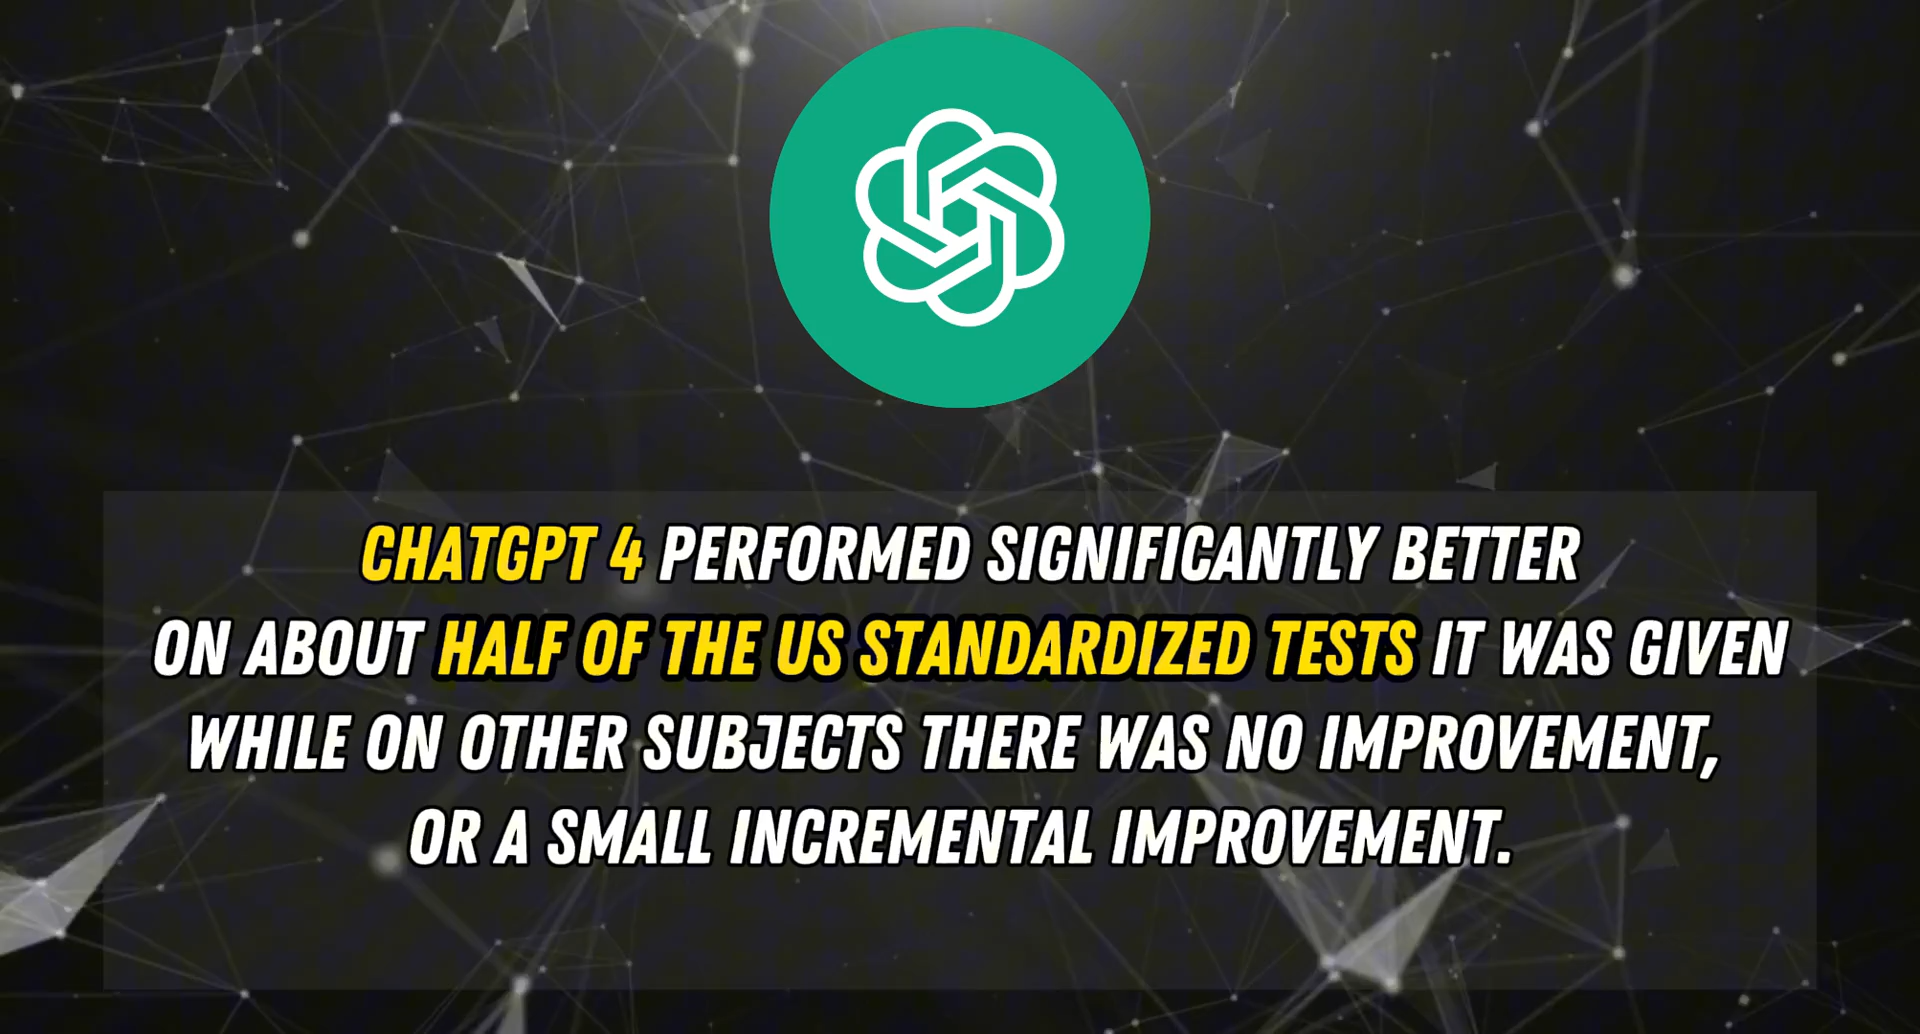 CHATGPT 4 PERFORMED SIGNIFICANTLY BETTER
ON ABOUT HALF OF THE US STANDARDIZED TESTS IT WAS GIVEN
WHILE ON OTHER SUBJECTS THERE WAS NO IMPROVEMENT,
OR A SMALL INCREMENTAL IMPROVEMENT.